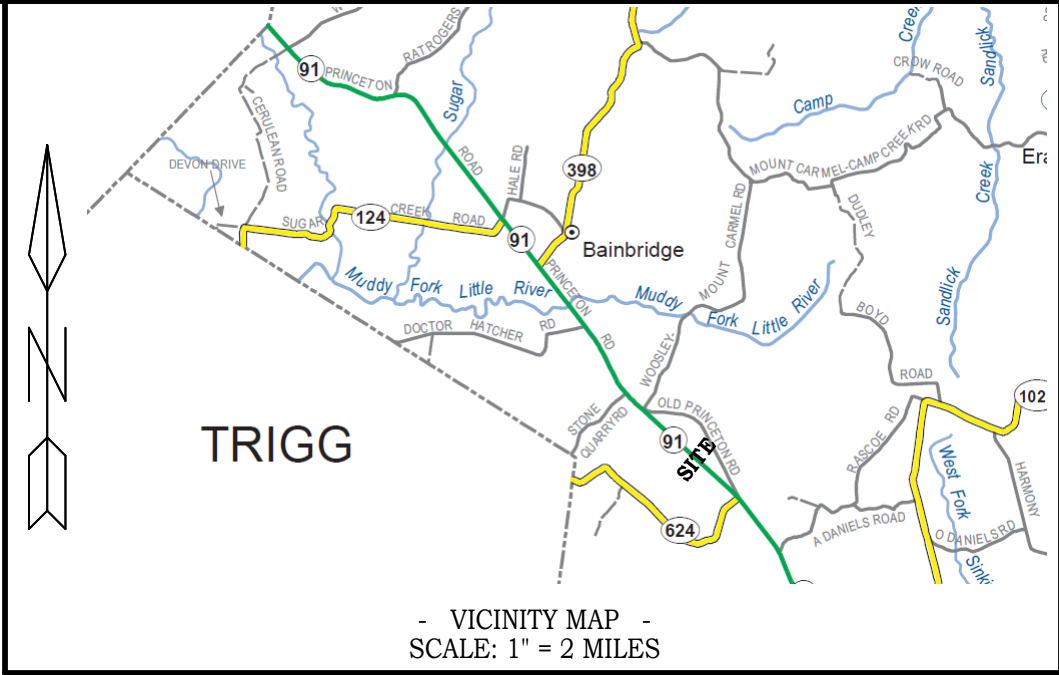 91
PRINCETON
ROAD
RATROGERS
Sugar
398
Camp
Creek
CROW ROAD
Sandlick
Creek
MOUNT CARMEL-CAMP CREEK RD
CERULEAN ROAD
DEVON DRIVE
HALE RD
SUGAR
124
CREEK
ROAD
91
Bainbridge
PRINCETON
RD
MOUNT CARMEL RD
DUDLEY
Muddy Fork Little River
Muddy
Fork Little River
Sandlick
DOCTOR HATCHER RD
WOOSLEY
BOYD
ROAD
102
TRIGG
STONE
QUARRY RD
OLD PRINCETON RD
91
SITE
RASCOE RD
West Fork
HARMONY
624
A DANIELS ROAD
O DANIELS RD
N
- VICINITY MAP -
SCALE: 1" = 2 MILES